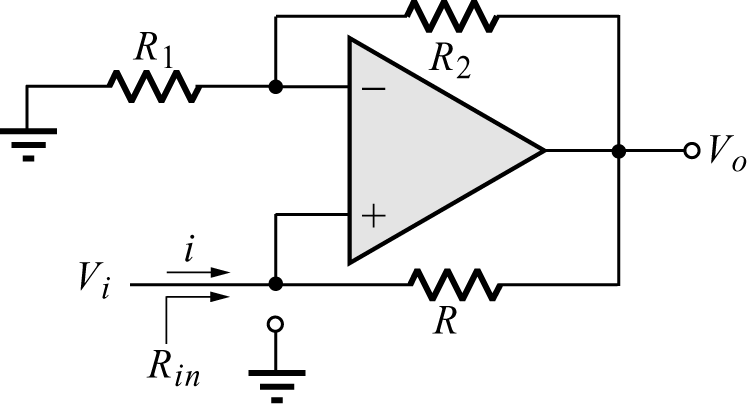 R1
R2
−
Vo
+
i
Vi
R
Rin